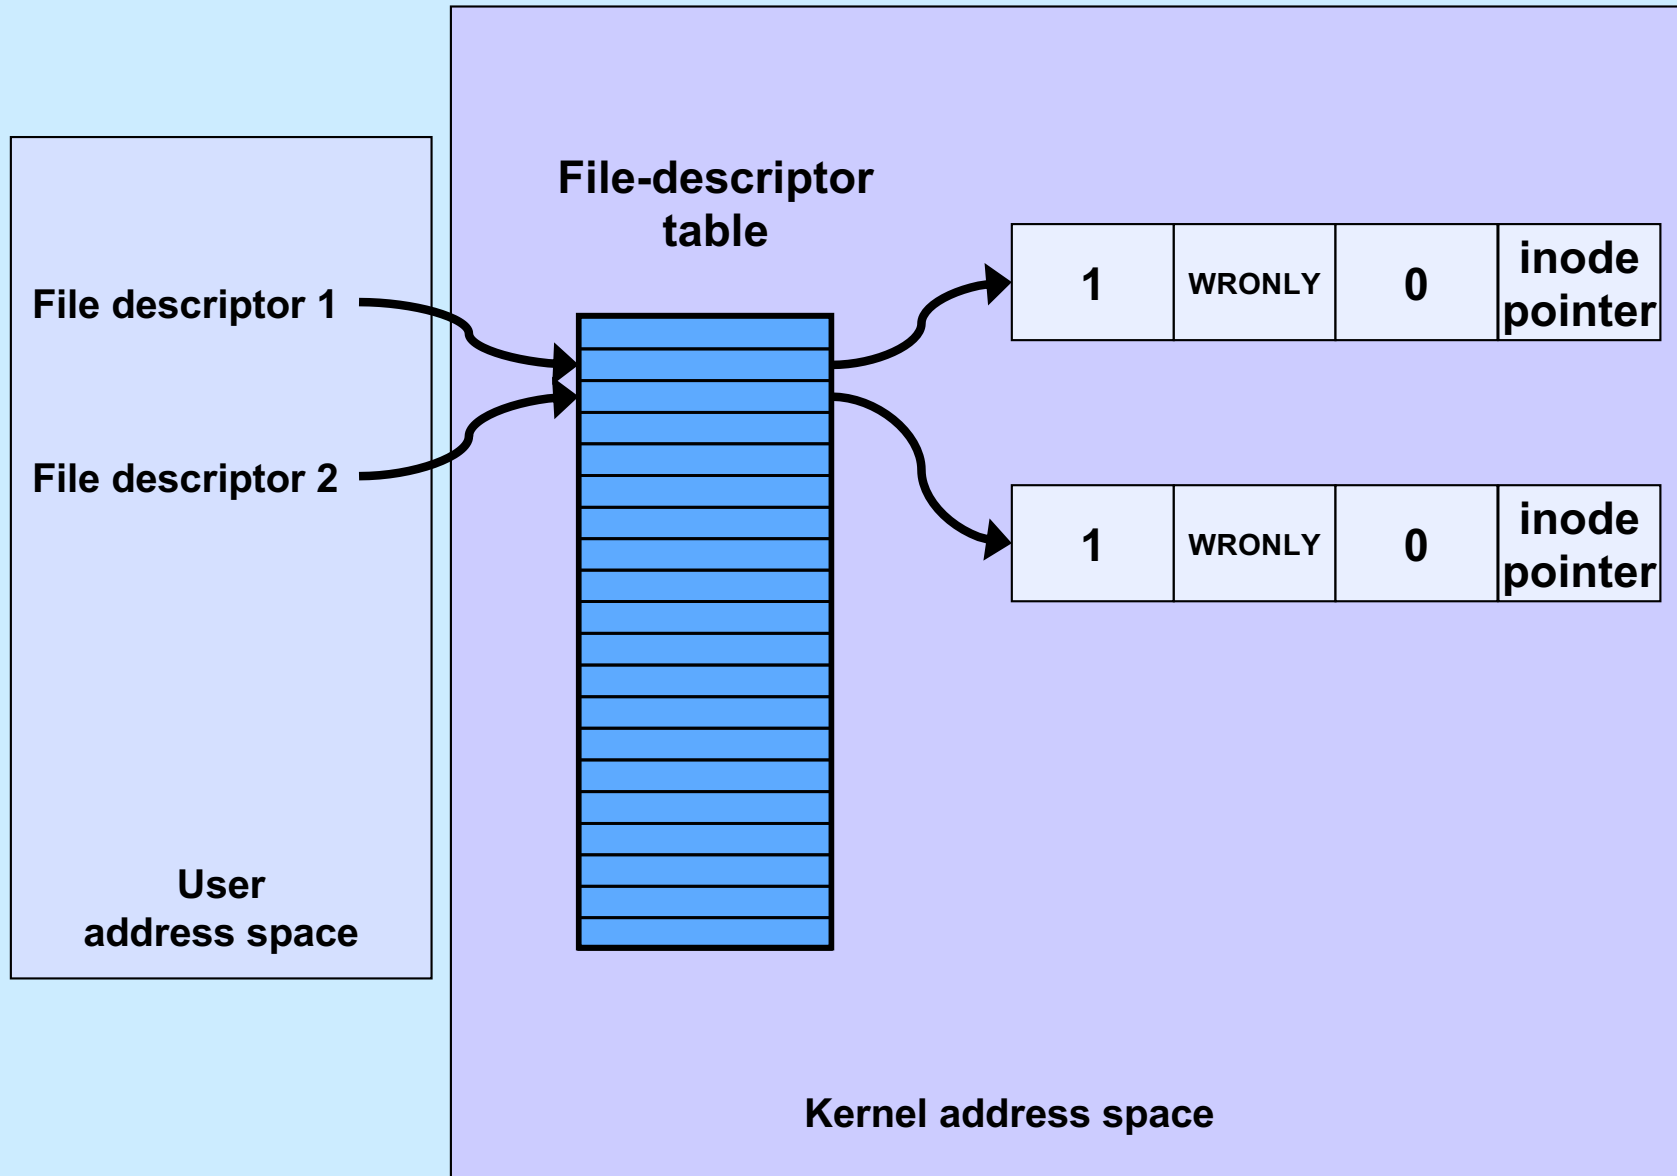 File-descriptor
table
File descriptor 1
File descriptor 2
1
WRONLY
0
inode
pointer
1
WRONLY
0
inode
pointer
User
address space
Kernel address space